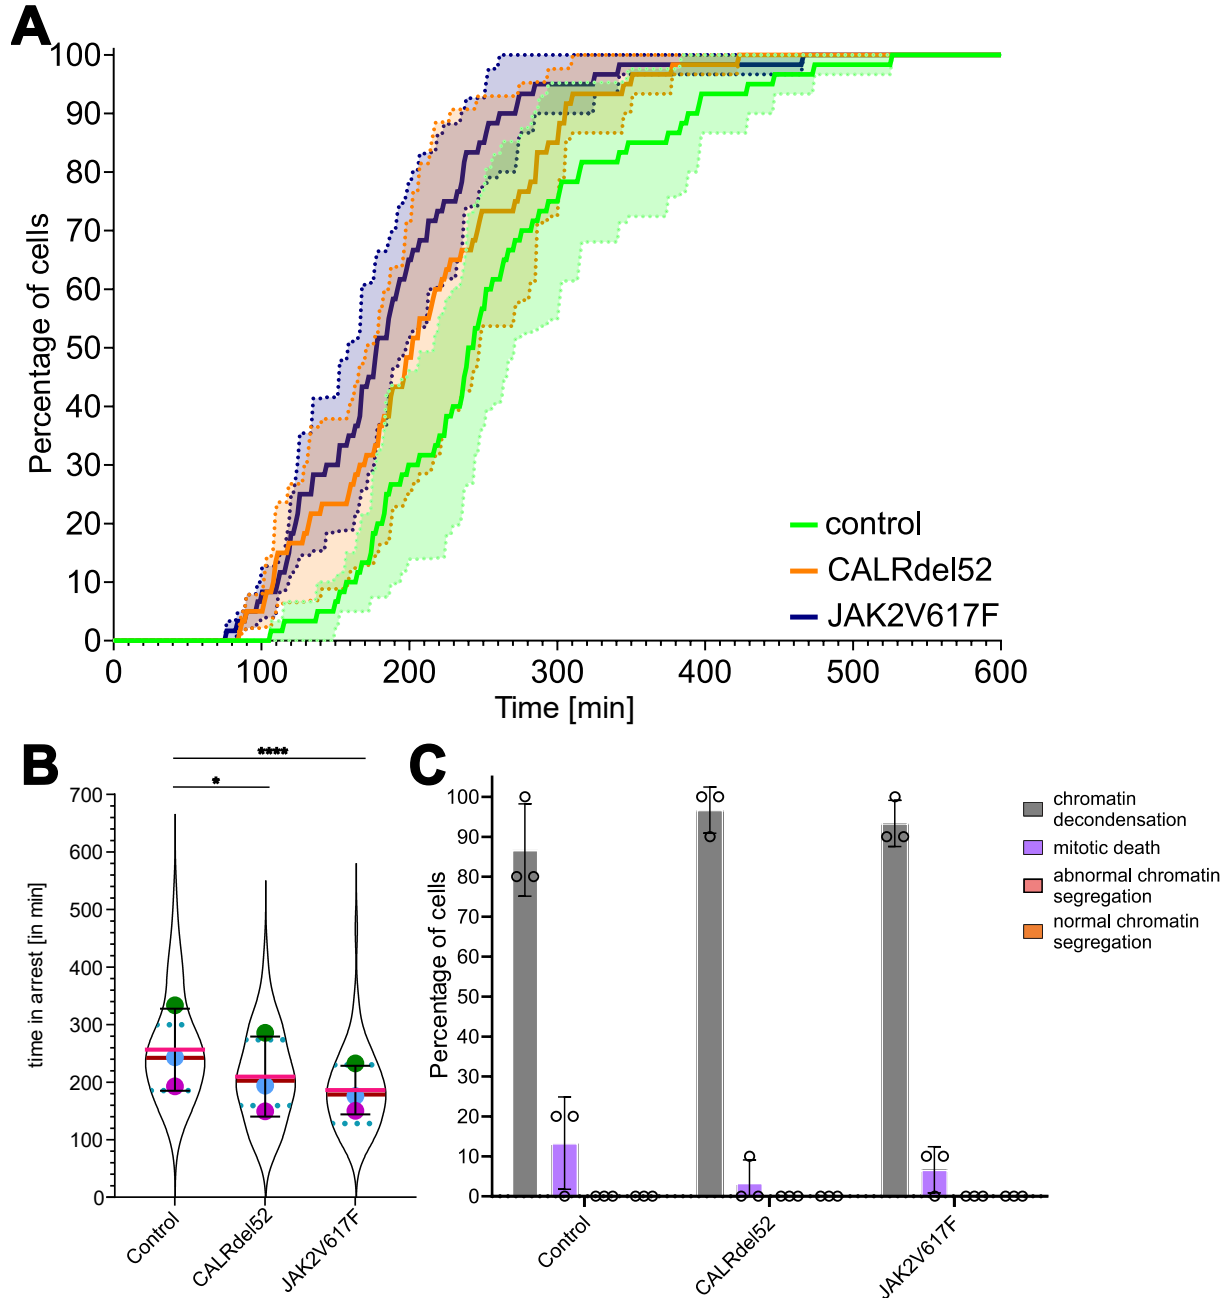 A
100
90
80
70
60
50
40
30
20
10
0
Percentage of cells
0 100 200 300 400 500 600
Time [min]
control
CALRdel52
JAK2V617F
B
****
*
700
600
500
400
300
200
100
0
time in arrest [in min]
Control
CALRdel52
JAK2V617F
C
100
90
80
70
60
50
40
30
20
10
0
Percentage of cells
Control
CALRdel52
JAK2V617F
chromatin
decondensation
mitotic death
abnormal chromatin
segregation
normal chromatin
segregation